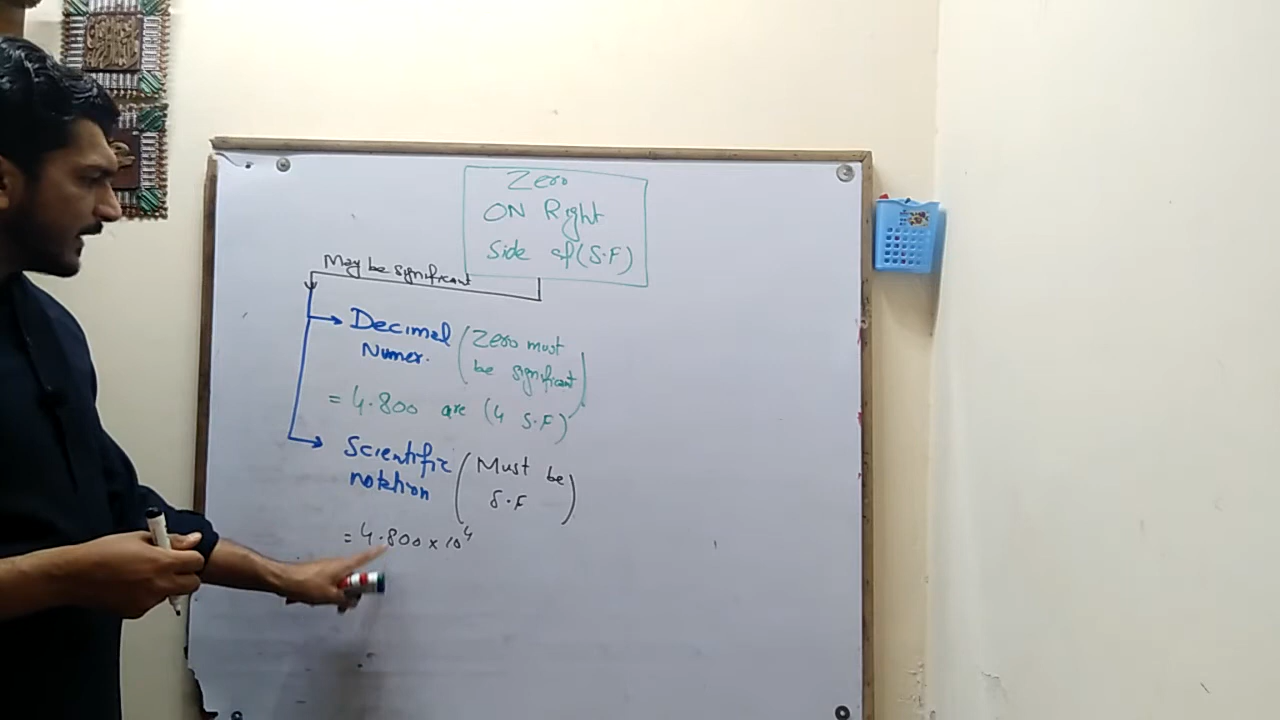 Zero
ON Right
Side of (S.F)
May be significant
Decimal
Numer.
(Zero must
be significant)
= 4.800 are (4 S.F)
Scientific
notation
(Must be
S.F)
= 4.800 x 10⁴